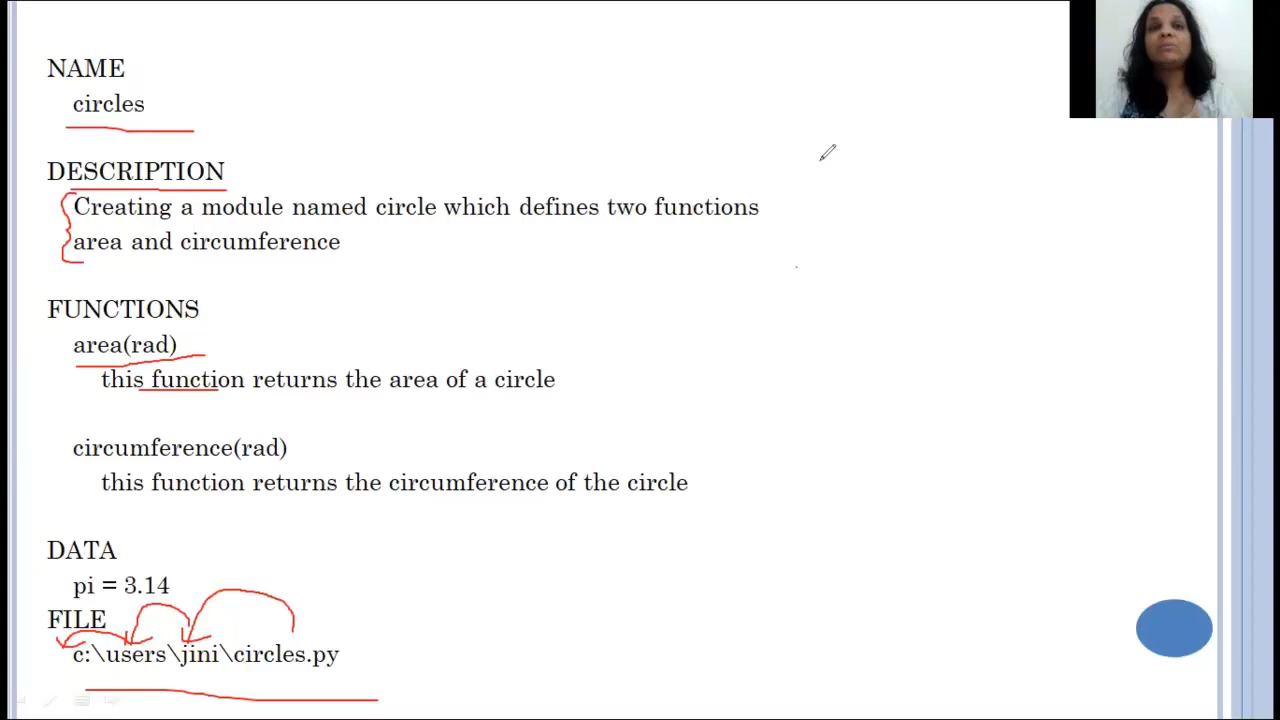 NAME
circles
DESCRIPTION
Creating a module named circle which defines two functions
area and circumference
FUNCTIONS
area(rad)
this function returns the area of a circle
circumference(rad)
this function returns the circumference of the circle
DATA
pi = 3.14
FILE
c:\users\jini\circles.py